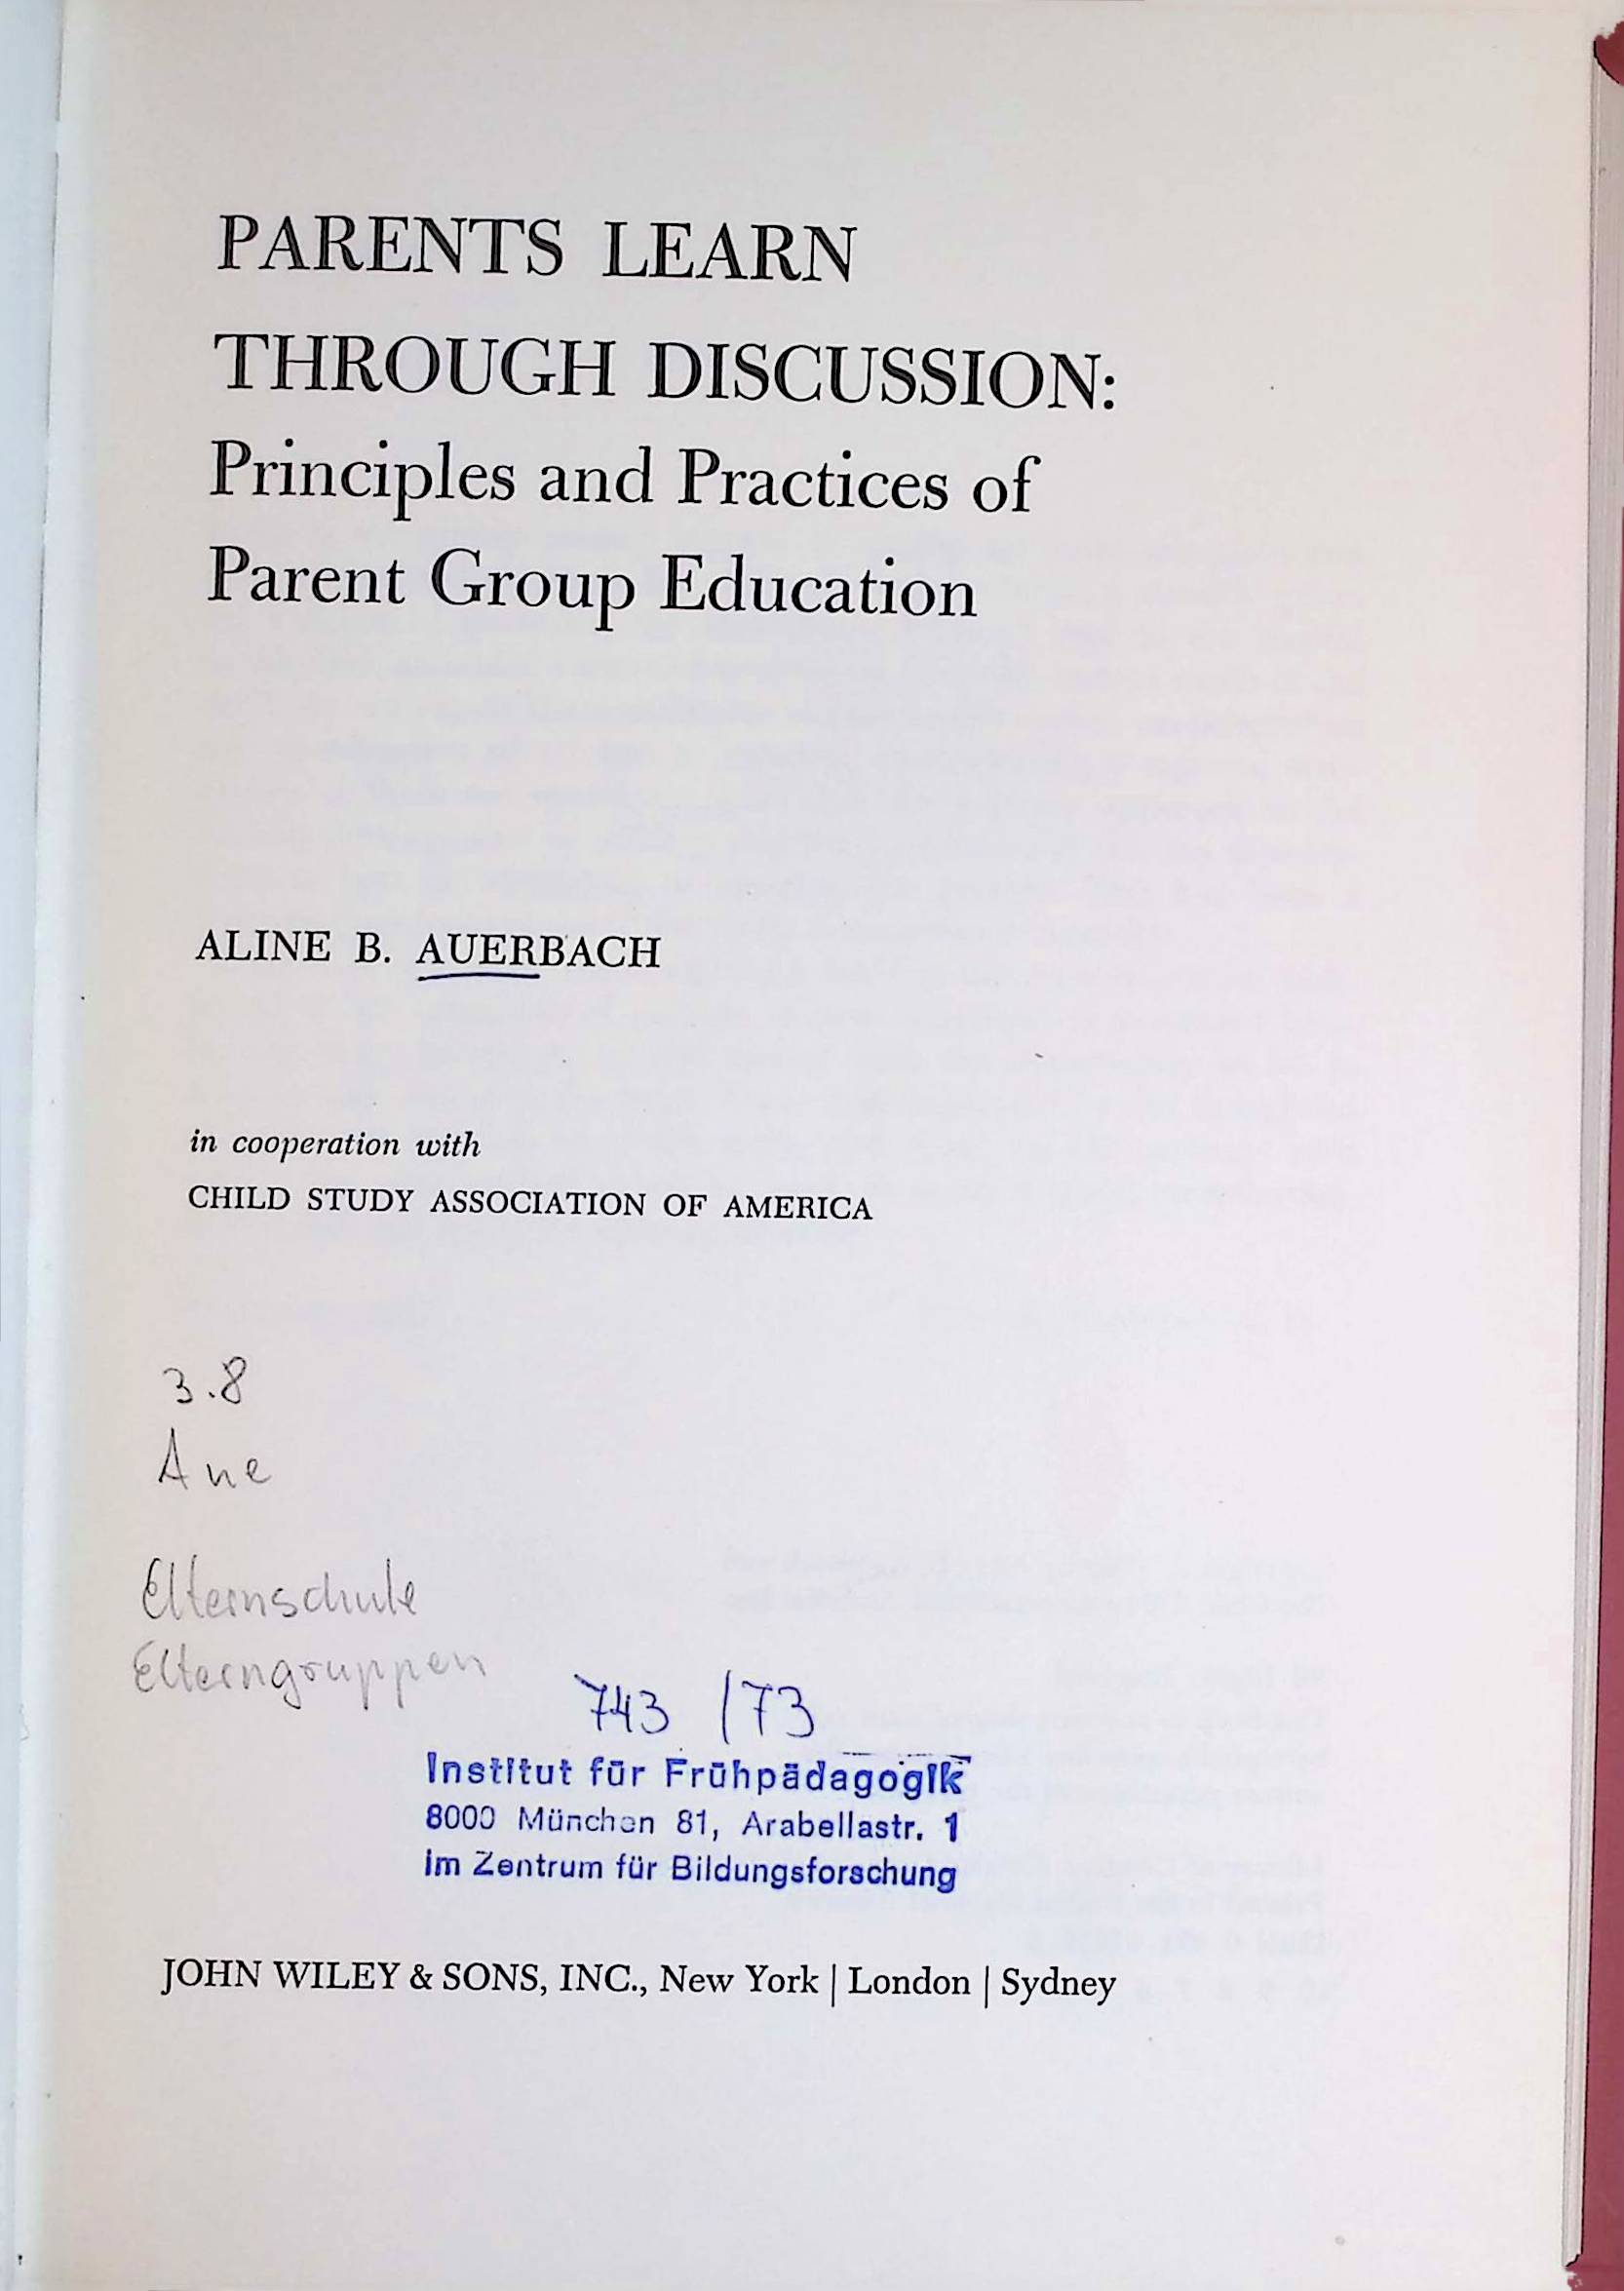 PARENTS LEARN
THROUGH DISCUSSION:
Principles and Practices of
Parent Group Education
ALINE B. AUERBACH
in cooperation with
CHILD STUDY ASSOCIATION OF AMERICA
3.8
Aue
Elternschule
Elterngruppen
743 /73
Institut für Frühpädagogik
8000 München 81, Arabellastr. 1
im Zentrum für Bildungsforschung
JOHN WILEY & SONS, INC., New York | London | Sydney